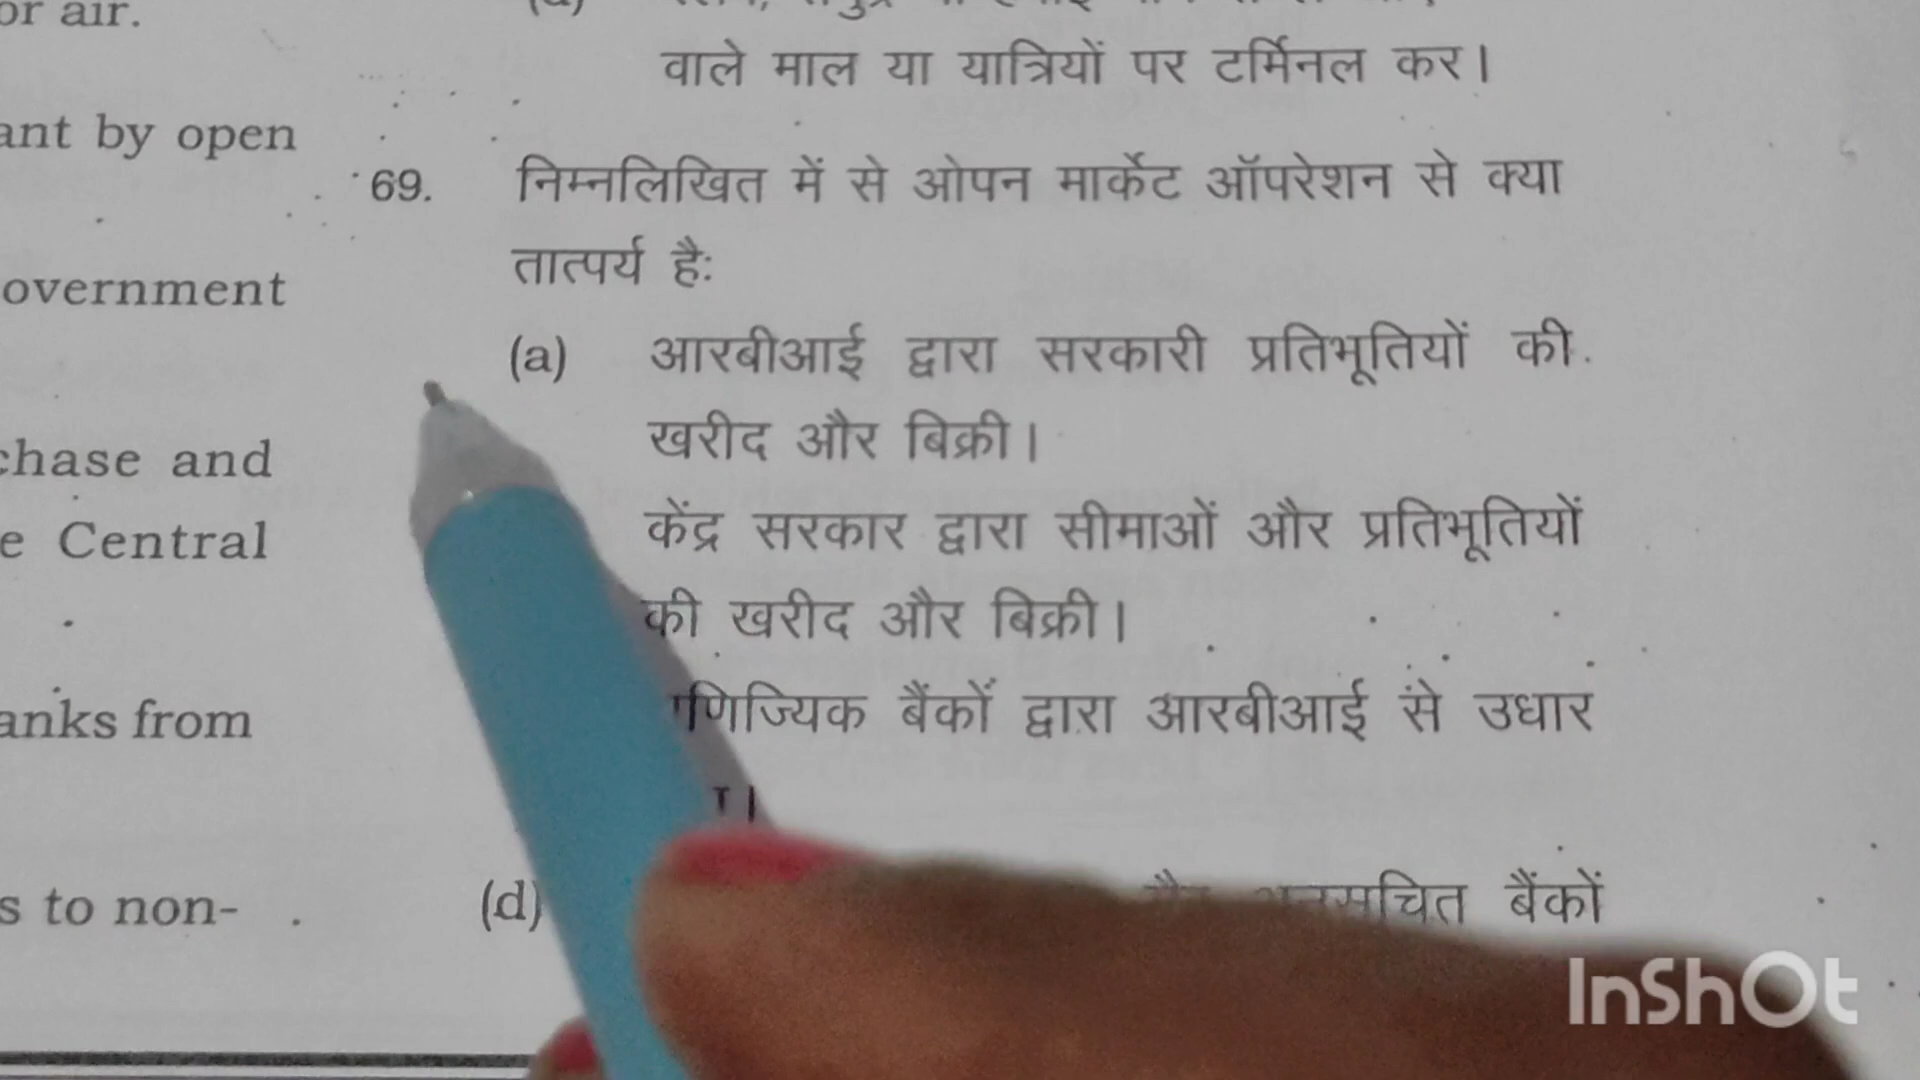 or air.
ant by open
overnment
chase and
e Central
anks from
s to non-
वाले माल या यात्रियों पर टर्मिनल कर।
69. निम्नलिखित में से ओपन मार्केट ऑपरेशन से क्या
तात्पर्य हैः
(a) आरबीआई द्वारा सरकारी प्रतिभूतियों की
खरीद और बिक्री।
केंद्र सरकार द्वारा सीमाओं और प्रतिभूतियों
की खरीद और बिक्री।
बैंकों द्वारा आरबीआई से उधार
(d) बैंकों
InShOt